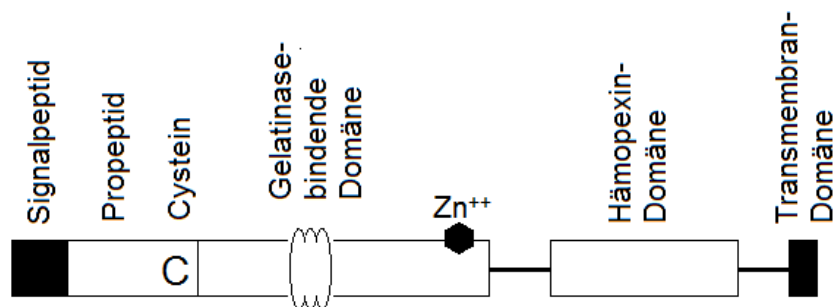 Signalpeptid
Propeptid
Cystein
Gelatinase-
bindende
Domäne
Zn++
Hämopexin-
Domäne
Transmembran-
Domäne
C